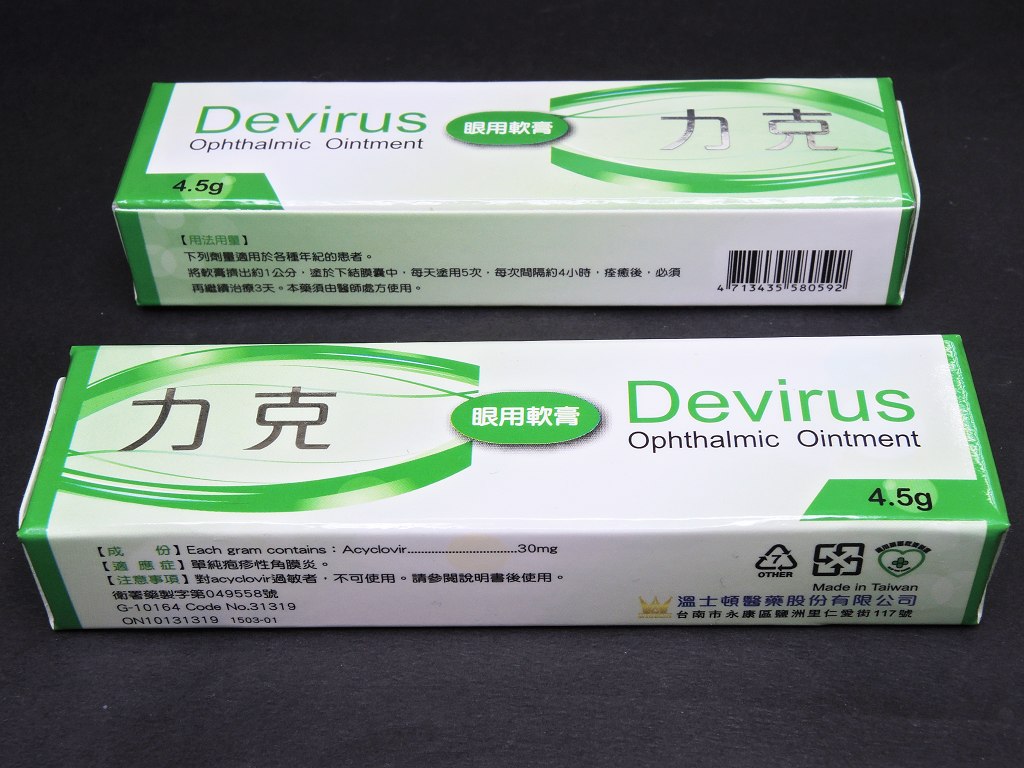 Devirus
Ophthalmic Ointment
眼用軟膏
力克
4.5g
【用法用量】
下列劑量適用於各種年紀的患者。
將軟膏擠出約1公分,塗於下結膜囊中,每天塗用5次,每次間隔約4小時,痊癒後,必須
再繼續治療3天。本藥須由醫師處方使用。
4 713435 580592
力克
眼用軟膏
Devirus
Ophthalmic Ointment
4.5g
【成 份】Each gram contains:Acyclovir..............................30mg
【適 應 症】單純疱疹性角膜炎。
【注意事項】對acyclovir過敏者,不可使用。請參閱說明書後使用。
衛署藥製字第049558號
G-10164 Code No.31319
ON10131319 1503-01
7
OTHER
Made in Taiwan
溫士頓醫藥股份有限公司
台南市永康區鹽洲里仁愛街117號